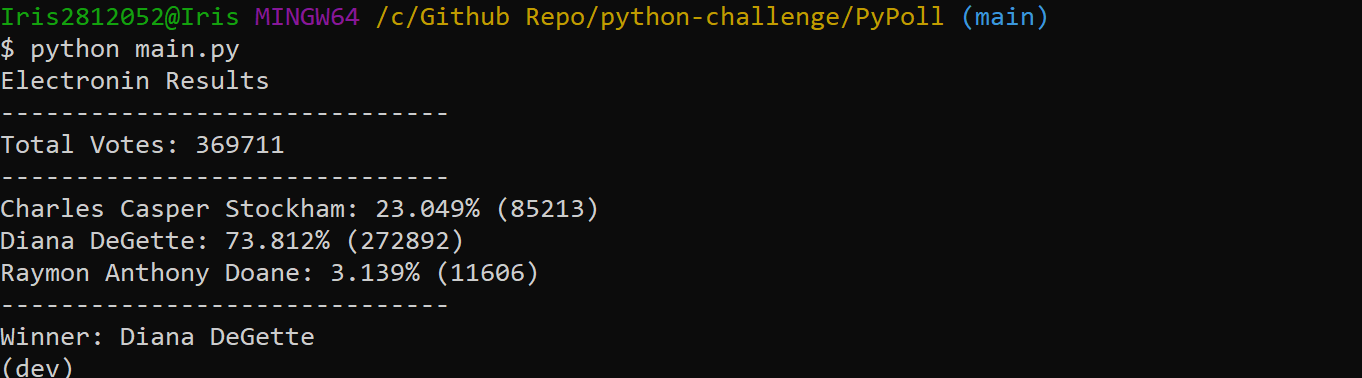 Iris2812052@Iris MINGW64 /c/Github Repo/python-challenge/PyPoll (main)
$ python main.py
Electronin Results
------------------------------
Total Votes: 369711
------------------------------
Charles Casper Stockham: 23.049% (85213)
Diana DeGette: 73.812% (272892)
Raymon Anthony Doane: 3.139% (11606)
------------------------------
Winner: Diana DeGette
(dev)